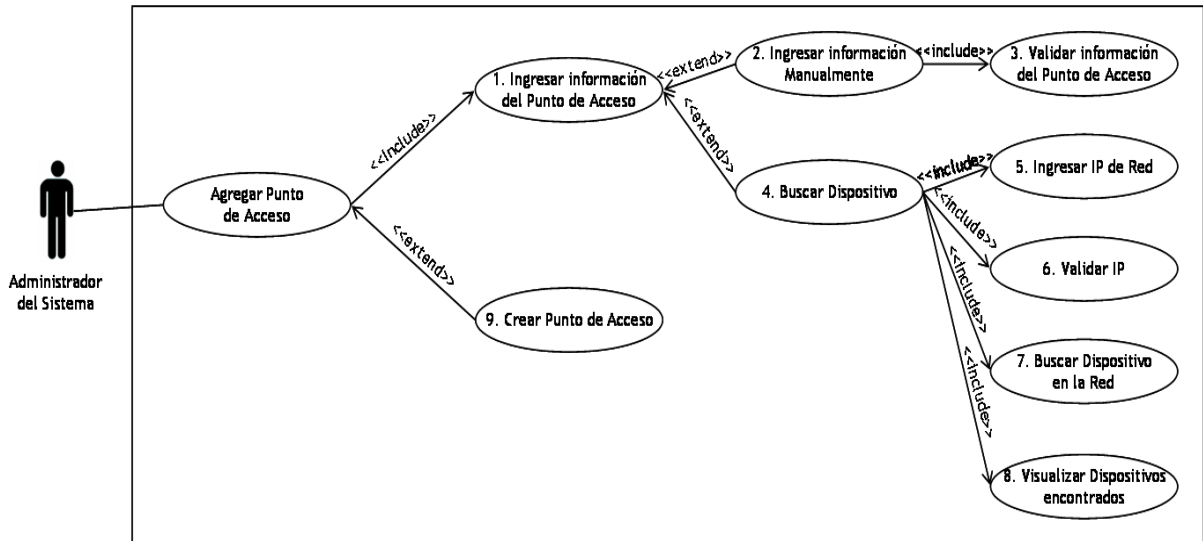 Administrador
del Sistema
Agregar Punto
de Acceso
<<include>>
1. Ingresar información
del Punto de Acceso
<<extend>>
9. Crear Punto de Acceso
<<extend>>
2. Ingresar información
Manualmente
<<include>>
3. Validar información
del Punto de Acceso
<<extend>>
4. Buscar Dispositivo
<<include>>
5. Ingresar IP de Red
<<include>>
6. Validar IP
<<include>>
7. Buscar Dispositivo
en la Red
<<include>>
8. Visualizar Dispositivos
encontrados